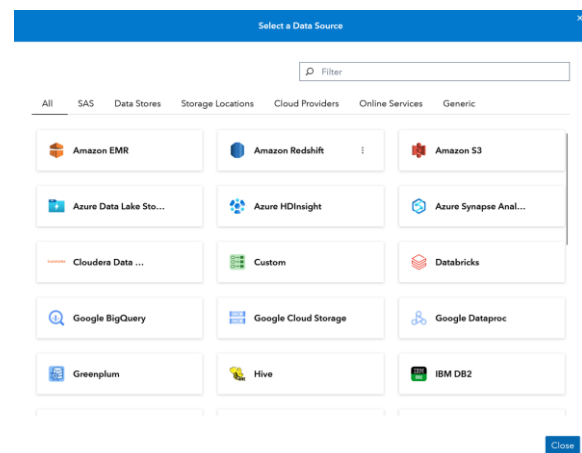 Select a Data Source
×
Filter
All SAS Data Stores Storage Locations Cloud Providers Online Services Generic
Amazon EMR
Amazon Redshift
Amazon S3
Azure Data Lake Sto...
Azure HDInsight
Azure Synapse Anal...
Cloudera Data ...
Custom
Databricks
Google BigQuery
Google Cloud Storage
Google Dataproc
Greenplum
Hive
IBM DB2
Close